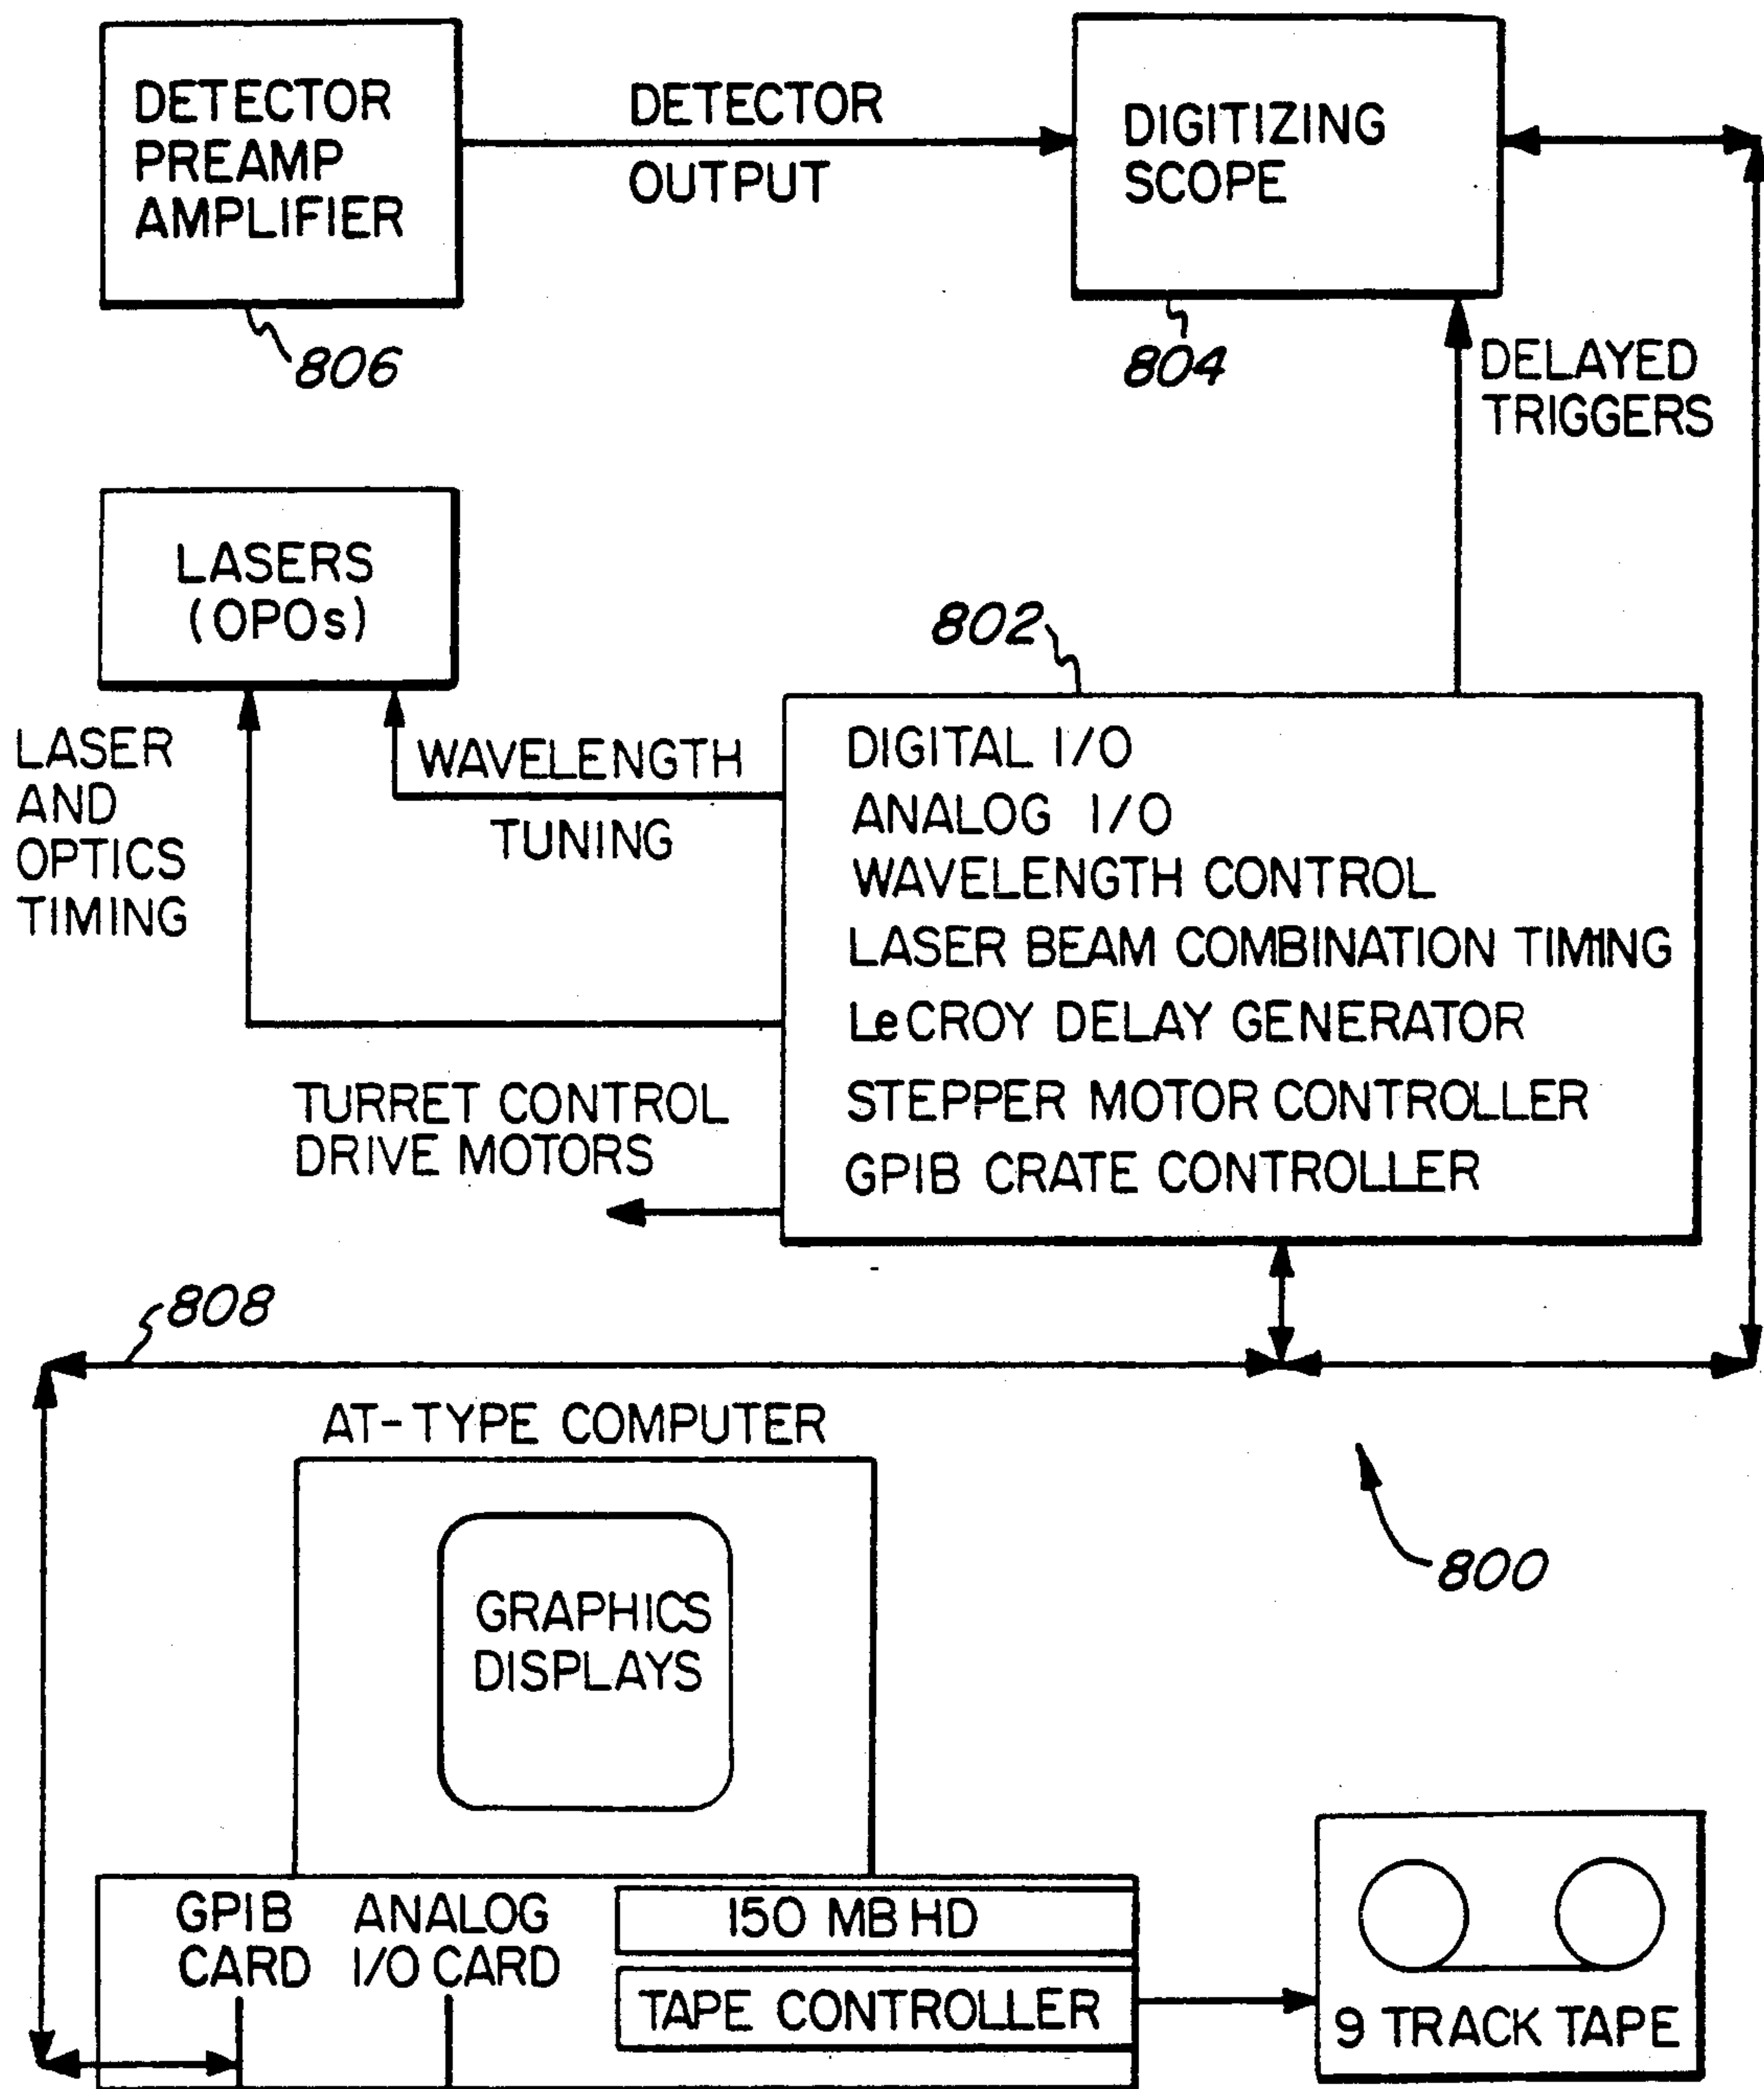 DETECTOR
PREAMP
AMPLIFIER
DETECTOR
OUTPUT
DIGITIZING
SCOPE
806
804
DELAYED
TRIGGERS
LASERS
(OPOs)
802
LASER
AND
OPTICS
TIMING
WAVELENGTH
TUNING
DIGITAL I/O
ANALOG I/O
WAVELENGTH CONTROL
LASER BEAM COMBINATION TIMING
LeCROY DELAY GENERATOR
STEPPER MOTOR CONTROLLER
GPIB CRATE CONTROLLER
TURRET CONTROL
DRIVE MOTORS
808
AT-TYPE COMPUTER
GRAPHICS
DISPLAYS
800
GPIB
CARD
ANALOG
I/O CARD
150 MB HD
TAPE CONTROLLER
9 TRACK TAPE